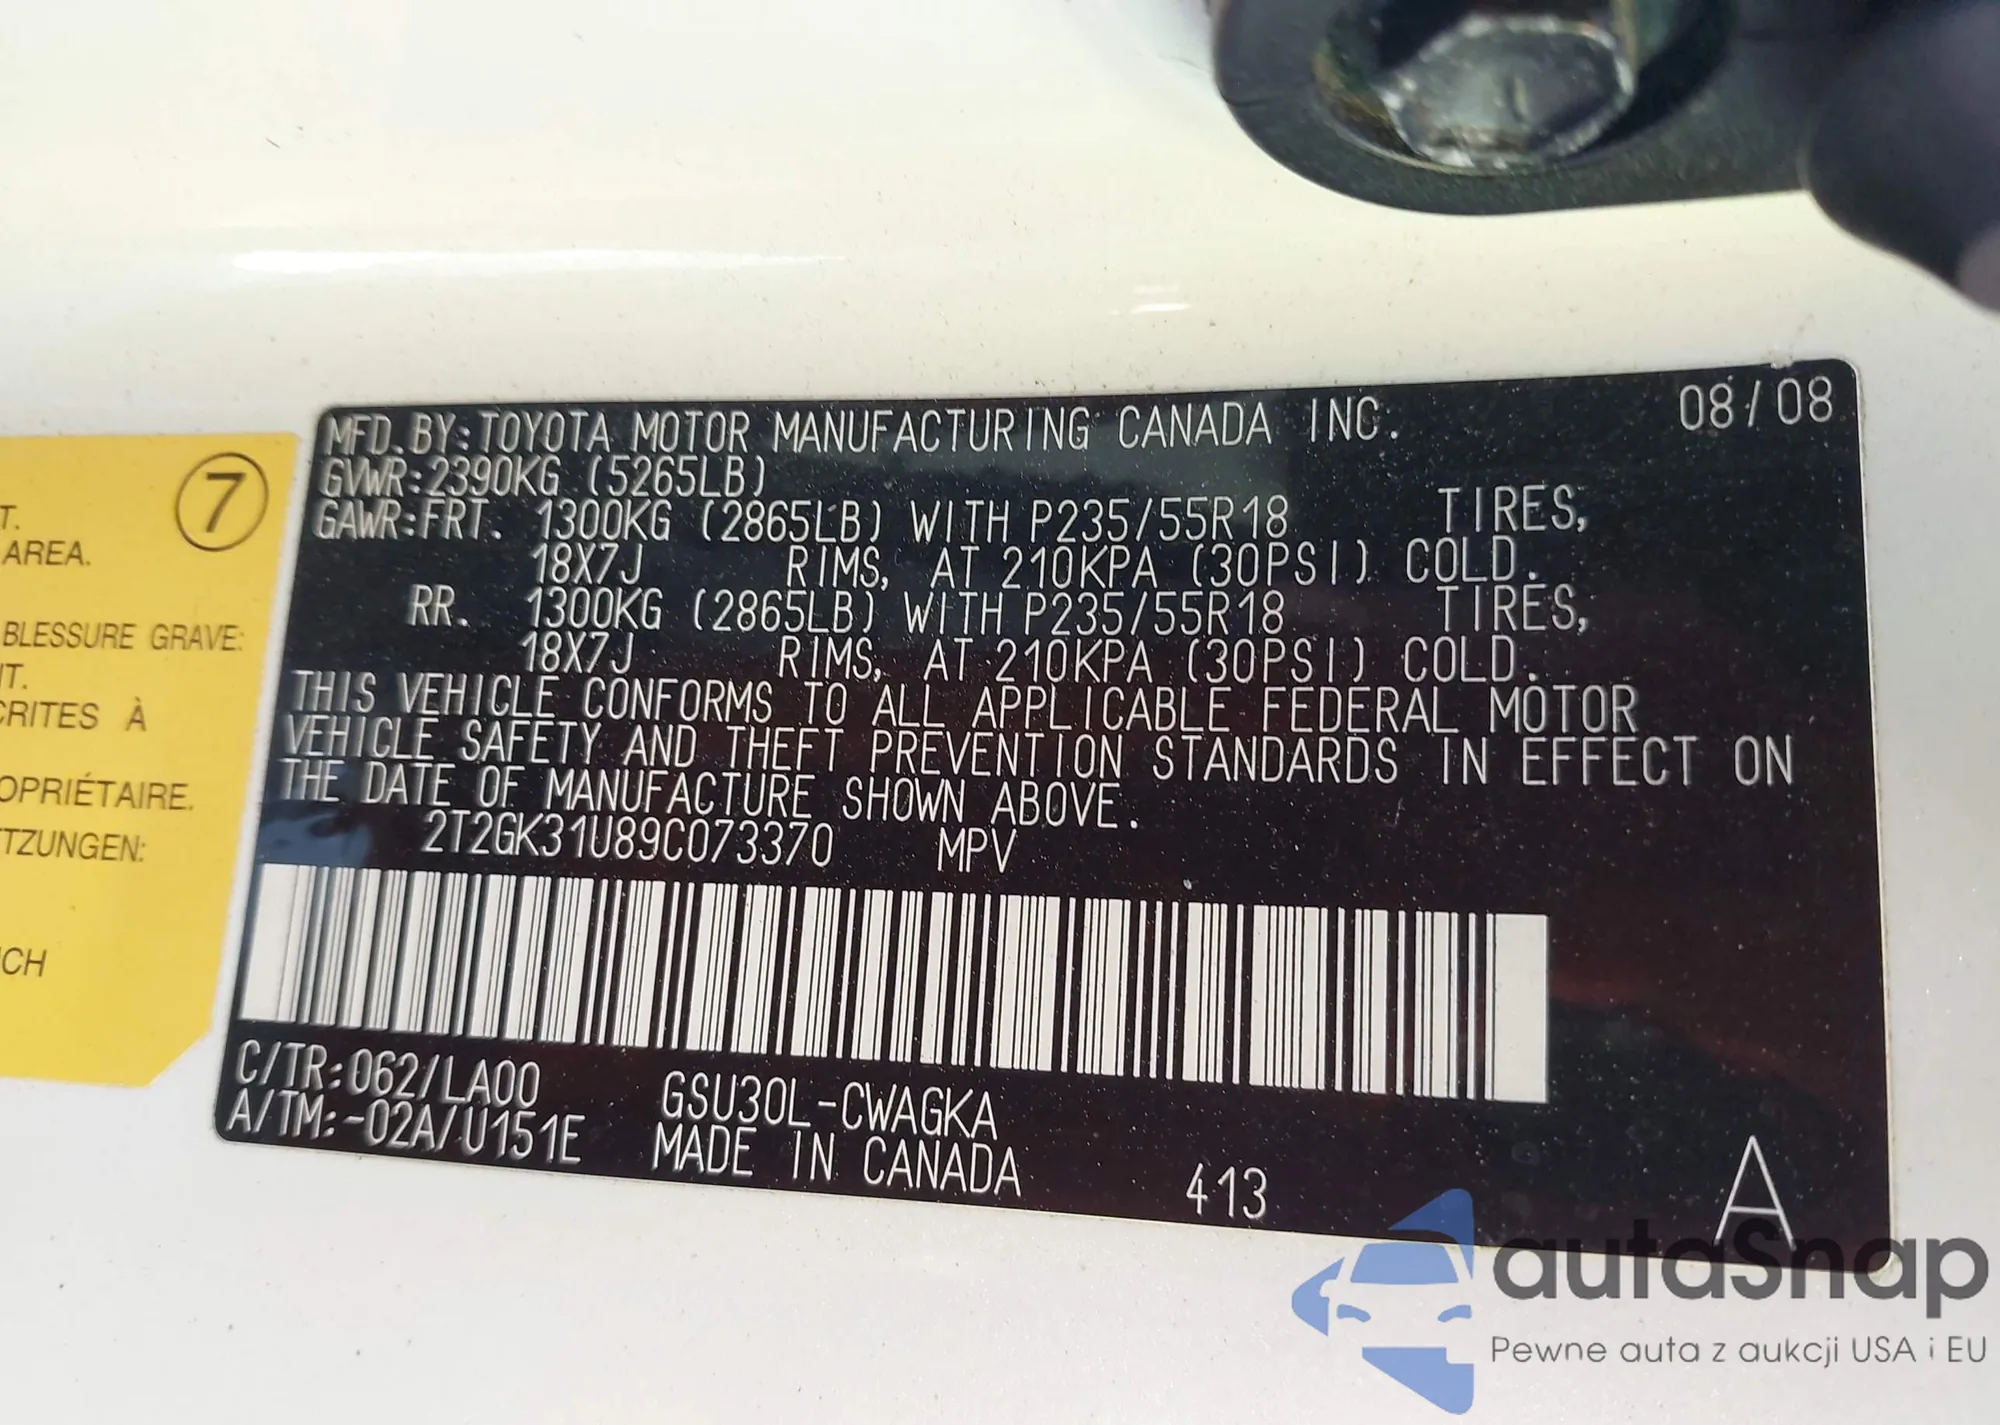 7
T.
AREA.
BLESSURE GRAVE:
NT.
CRITES À
OPRIÉTAIRE.
TZUNGEN:
ICH
MFD. BY: TOYOTA MOTOR MANUFACTURING CANADA INC. 08/08
GVWR: 2390KG (5265LB)
GAWR: FRT. 1300KG (2865LB) WITH P235/55R18 TIRES,
18X7J RIMS, AT 210KPA (30PSI) COLD.
RR. 1300KG (2865LB) WITH P235/55R18 TIRES,
18X7J RIMS, AT 210KPA (30PSI) COLD.
THIS VEHICLE CONFORMS TO ALL APPLICABLE FEDERAL MOTOR
VEHICLE SAFETY AND THEFT PREVENTION STANDARDS IN EFFECT ON
THE DATE OF MANUFACTURE SHOWN ABOVE.
2T2GK31U89C073370 MPV
C/TR: 062/LA00
A/TM: -02A/U151E
GSU30L-CWAGKA
MADE IN CANADA 413 A
autaSnap
Pewne auta z aukcji USA i EU